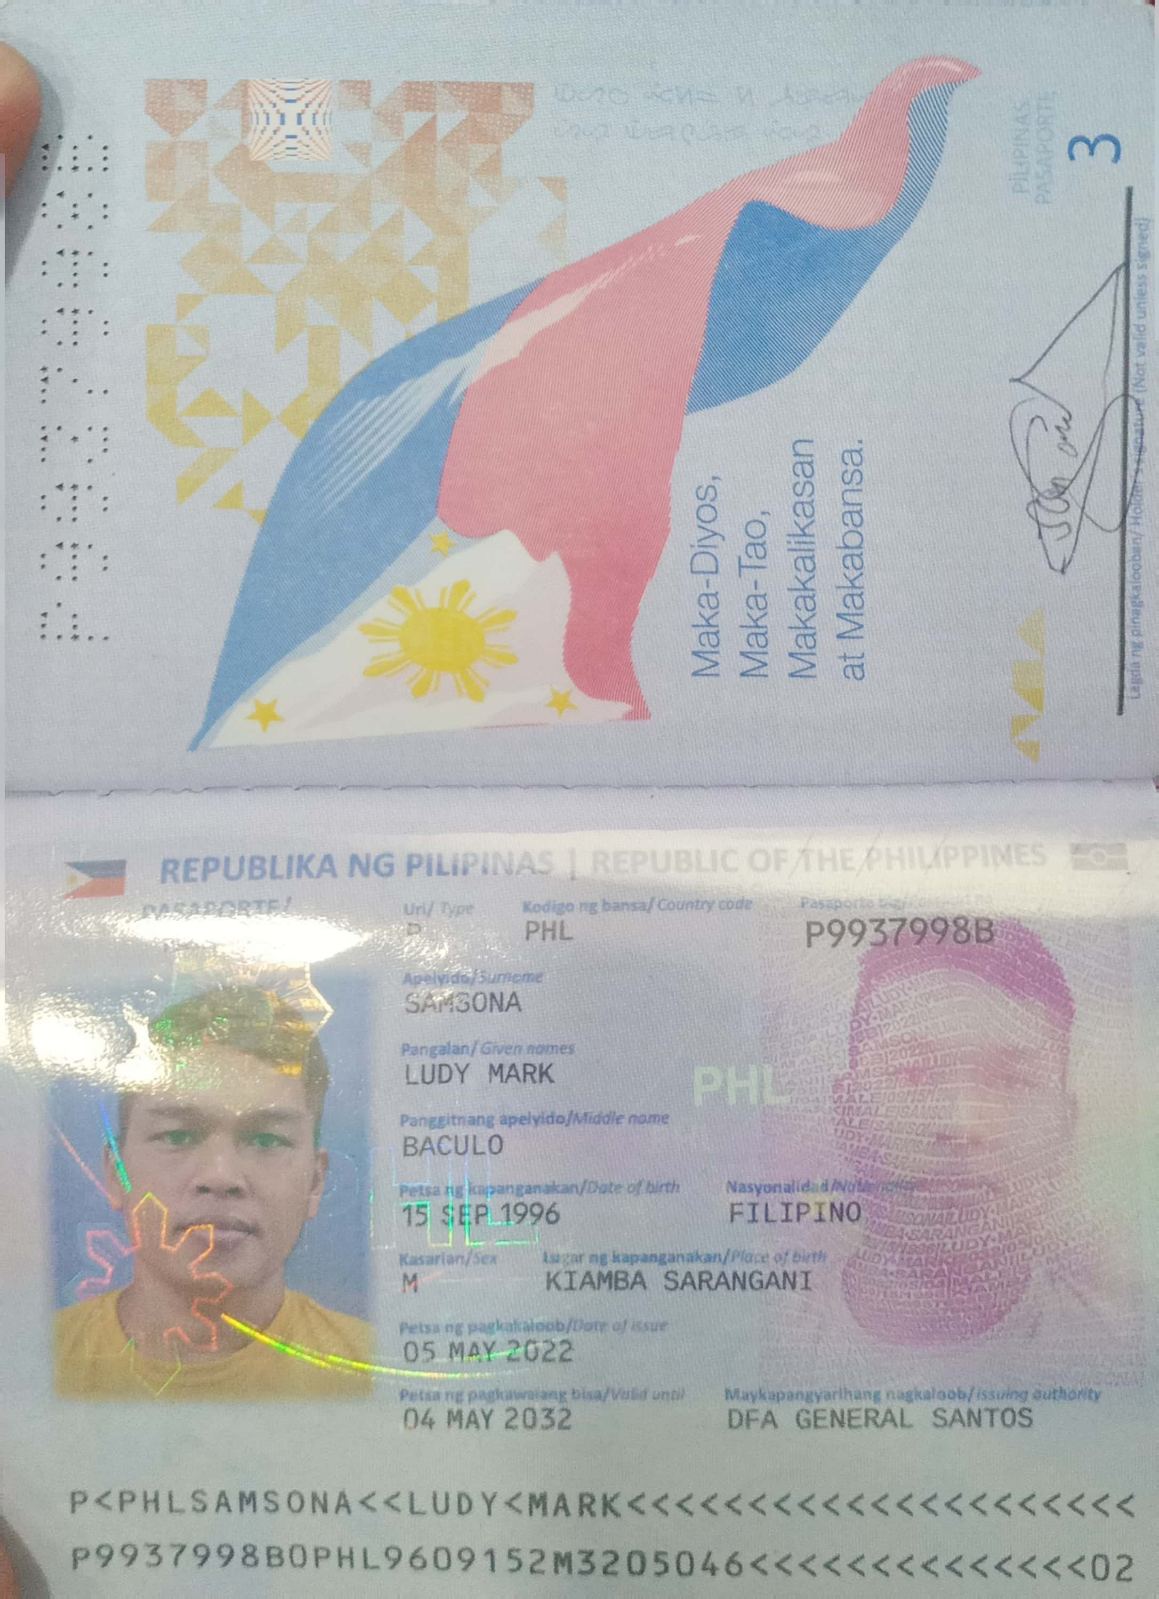 PILIPINAS
PASAPORTE
3
Maka-Diyos,
Maka-Tao,
Makakalikasan
at Makabansa.
Lagda ng pinagkalooban/ Holder's signature (Not valid unless signed)
REPUBLIKA NG PILIPINAS | REPUBLIC OF THE PHILIPPINES
PASAPORTE/
Uri/ Type
Kodigo ng bansa/ Country code
Pasaporte
P
PHL
P9937998B
Apelyido/Surname
SAMSONA
Pangalan/ Given names
LUDY MARK
PHL
Panggitnang apelyido/Middle name
BACULO
Petsa ng kapanganakan/Date of birth
Nasyonalidad/Nationality
15 SEP 1996
FILIPINO
Kasarian/Sex
Lugar ng kapanganakan/Place of birth
M
KIAMBA SARANGANI
Petsa ng pagkakaloob/Date of issue
05 MAY 2022
Petsa ng pagkawalang bisa/Valid until
Maykapangyarihang nagkaloob/Issuing authority
04 MAY 2032
DFA GENERAL SANTOS
P<PHLSAMSONA<<LUDY<MARK<<<<<<<<<<<<<<<<<<<<<
P9937998B0PHL9609152M3205046<<<<<<<<<<<<<<02